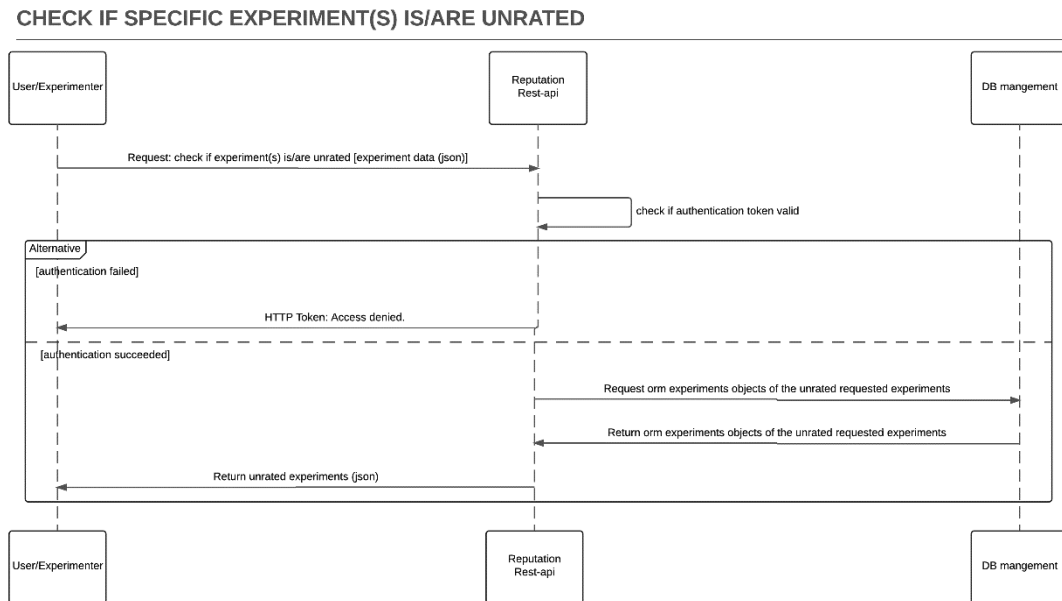 CHECK IF SPECIFIC EXPERIMENT(S) IS/ARE UNRATED
User/Experimenter
Reputation
Rest-api
DB mangement
Request: check if experiment(s) is/are unrated [experiment data (json)]
check if authentication token valid
Alternative
[authentication failed]
HTTP Token: Access denied.
[authentication succeeded]
Request orm experiments objects of the unrated requested experiments
Return orm experiments objects of the unrated requested experiments
Return unrated experiments (json)
User/Experimenter
Reputation
Rest-api
DB mangement